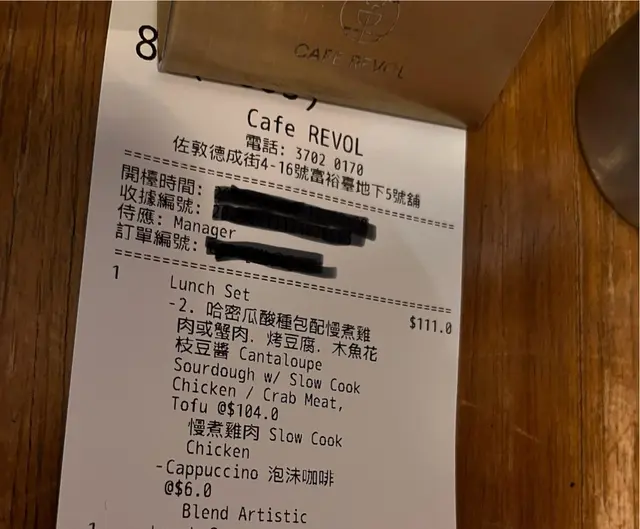 CAFE REVOL
8
Cafe REVOL
電話: 3702 0170
佐敦德成街4-16號富裕臺地下5號舖
開檯時間:
收據編號:
侍應: Manager
訂單編號:
1 Lunch Set $111.0
-2. 哈密瓜酸種包配慢煮雞
肉或蟹肉, 烤豆腐, 木魚花
枝豆醬 Cantaloupe
Sourdough w/ Slow Cook
Chicken / Crab Meat,
Tofu @$104.0
慢煮雞肉 Slow Cook
Chicken
-Cappuccino 泡沫咖啡
@$6.0
Blend Artistic
1